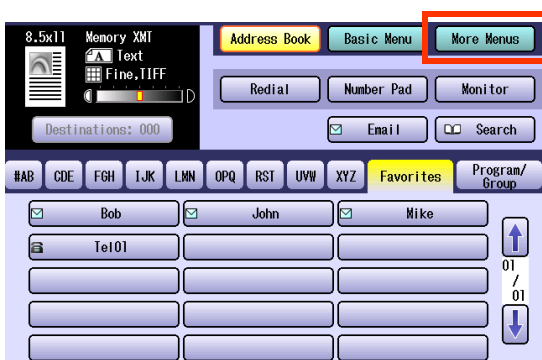 8.5x11 Memory XMT
A Text
Fine,TIFF
D
Destinations: 000
Address Book Basic Menu More Menus
Redial Number Pad Monitor
Email Search
#AB CDE FGH IJK LMN OPQ RST UVW XYZ Favorites Program/
Group
Bob John Mike
Tel01
01
/
01